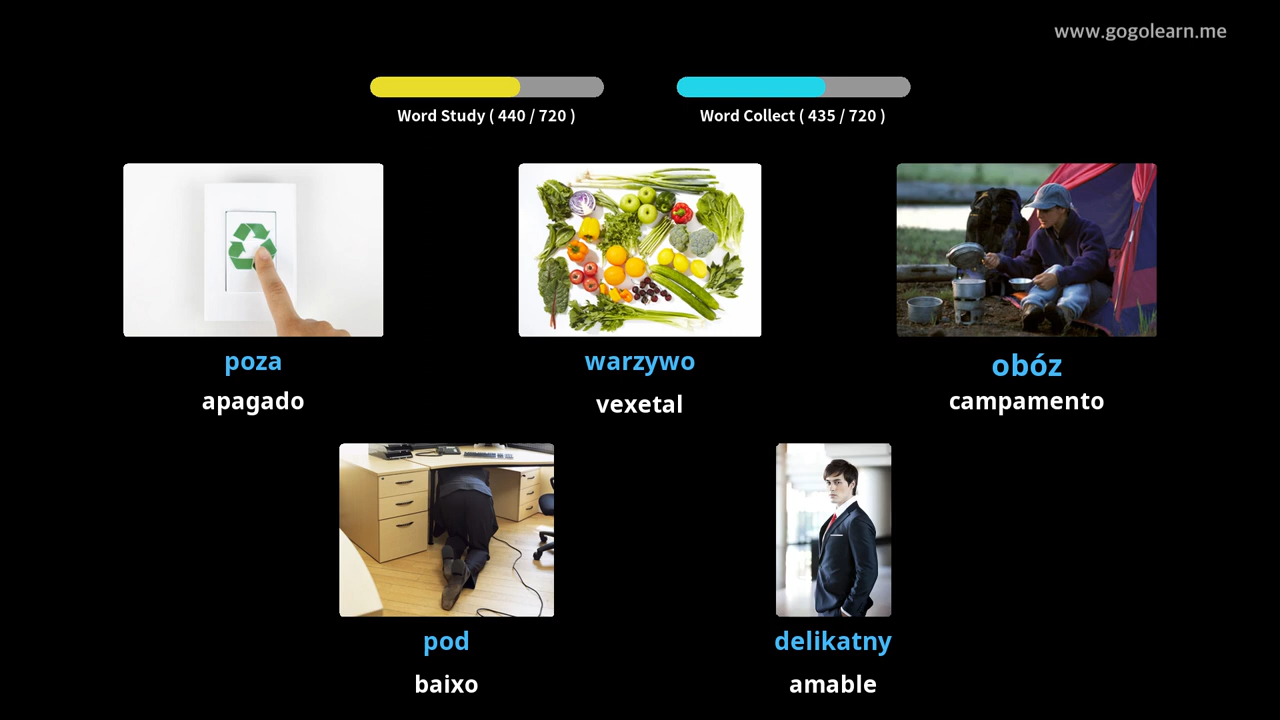 www.gogolearn.me
Word Study ( 440 / 720 )
Word Collect ( 435 / 720 )
poza
apagado
warzywo
vexetal
obóz
campamento
pod
baixo
delikatny
amable